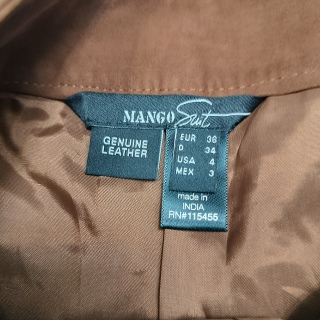 MANGO Suit
GENUINE
LEATHER
EUR 36
D 34
USA 4
MEX 3
made in
INDIA
RN#115455